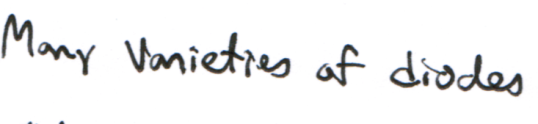 Many Varieties of diodes